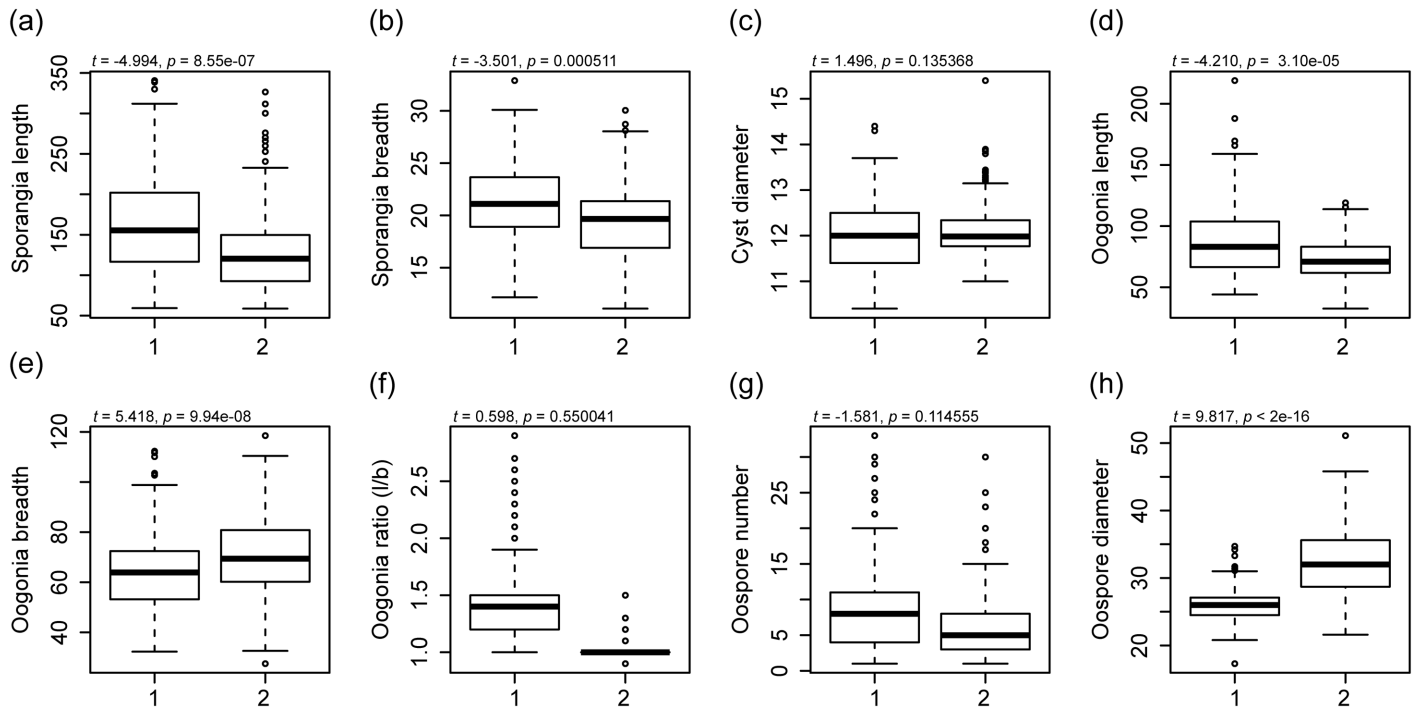 (a)
t = -4.994, p = 8.55e-07
Sporangia length
350
250
150
50
1 2
(b)
t = -3.501, p = 0.000511
Sporangia breadth
30
25
20
15
1 2
(c)
t = 1.496, p = 0.135368
Cyst diameter
15
14
13
12
11
1 2
(d)
t = -4.210, p = 3.10e-05
Oogonia length
200
150
100
50
1 2
(e)
t = 5.418, p = 9.94e-08
Oogonia breadth
120
80
60
40
1 2
(f)
t = 0.598, p = 0.550041
Oogonia ratio (l/b)
2.5
2.0
1.5
1.0
1 2
(g)
t = -1.581, p = 0.114555
Oospore number
25
15
5
0
1 2
(h)
t = 9.817, p < 2e-16
Oospore diameter
50
40
30
20
1 2